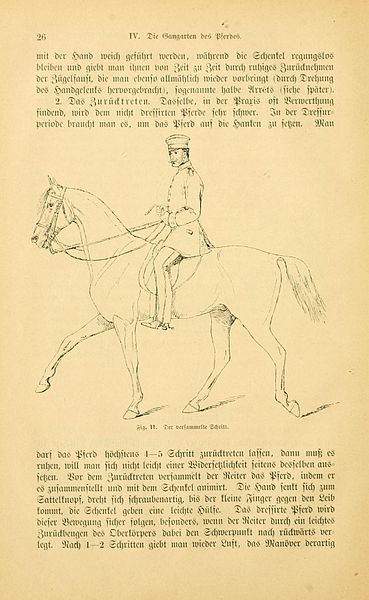 26 IV. Die Gangarten des Pferdes.
mit der Hand weich geführt werden, während die Schenkel regungslos
bleiben und giebt man ihnen von Zeit zu Zeit durch ruhiges Zurücknehmen
der Zügelfaust, die man ebenso allmählich wieder vorbringt (durch Drehung
des Handgelenks hervorgebracht), sogenannte halbe Arrêts (siehe später).
2. Das Zurücktreten. Dasselbe, in der Praxis oft Verwerthung
findend, wird dem nicht dressirten Pferde sehr schwer. In der Dressur-
periode braucht man es, um das Pferd auf die Hanken zu setzen. Man
Fig. 11. Der versammelte Schritt.
darf das Pferd höchstens 4—5 Schritt zurücktreten lassen, dann muß es
ruhen, will man sich nicht leicht einer Widersetzlichkeit seitens desselben aus-
setzen. Vor dem Zurücktreten versammelt der Reiter das Pferd, indem er
es zusammenstellt und mit dem Schenkel animirt. Die Hand senkt sich zum
Sattelknopf, dreht sich schraubenartig, bis der kleine Finger gegen den Leib
kommt, die Schenkel geben eine leichte Hülfe. Das dressirte Pferd wird
dieser Bewegung sicher folgen, besonders, wenn der Reiter durch ein leichtes
Zurückbiegen des Oberkörpers dabei den Schwerpunkt nach rückwärts ver-
legt. Nach 1—2 Schritten giebt man wieder Luft, das Manöver derartig